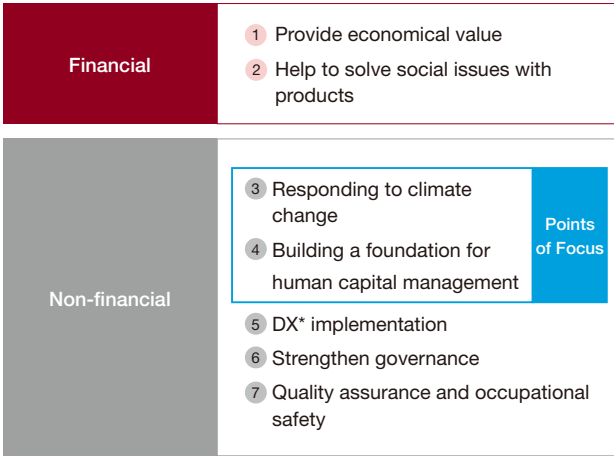 Financial
1 Provide economical value
2 Help to solve social issues with
products
Non-financial
3 Responding to climate
change
4 Building a foundation for
human capital management
Points
of Focus
5 DX* implementation
6 Strengthen governance
7 Quality assurance and occupational
safety